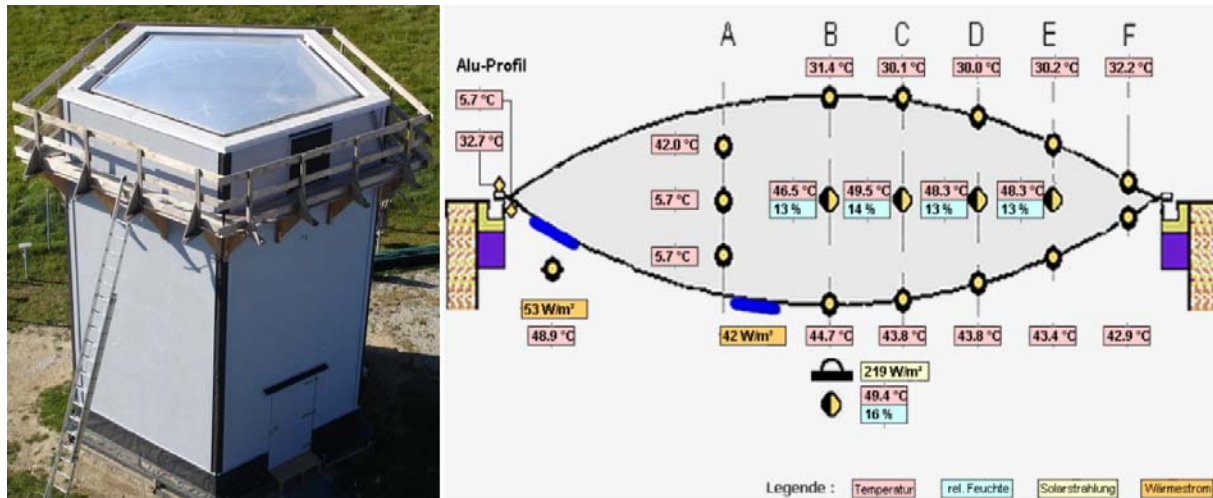 A B C D E F
Alu-Profil
31.4 °C 30.1 °C 30.0 °C 30.2 °C 32.2 °C
5.7 °C
32.7 °C
42.0 °C
46.5 °C 49.5 °C 48.3 °C 48.3 °C
13 % 14 % 13 % 13 %
5.7 °C
5.7 °C
53 W/m²
48.9 °C
42 W/m² 44.7 °C 43.8 °C 43.8 °C 43.4 °C 42.9 °C
219 W/m²
49.4 °C
16 %
Legende : Temperatur rel. Feuchte Solarstrahlung Wärmestrom